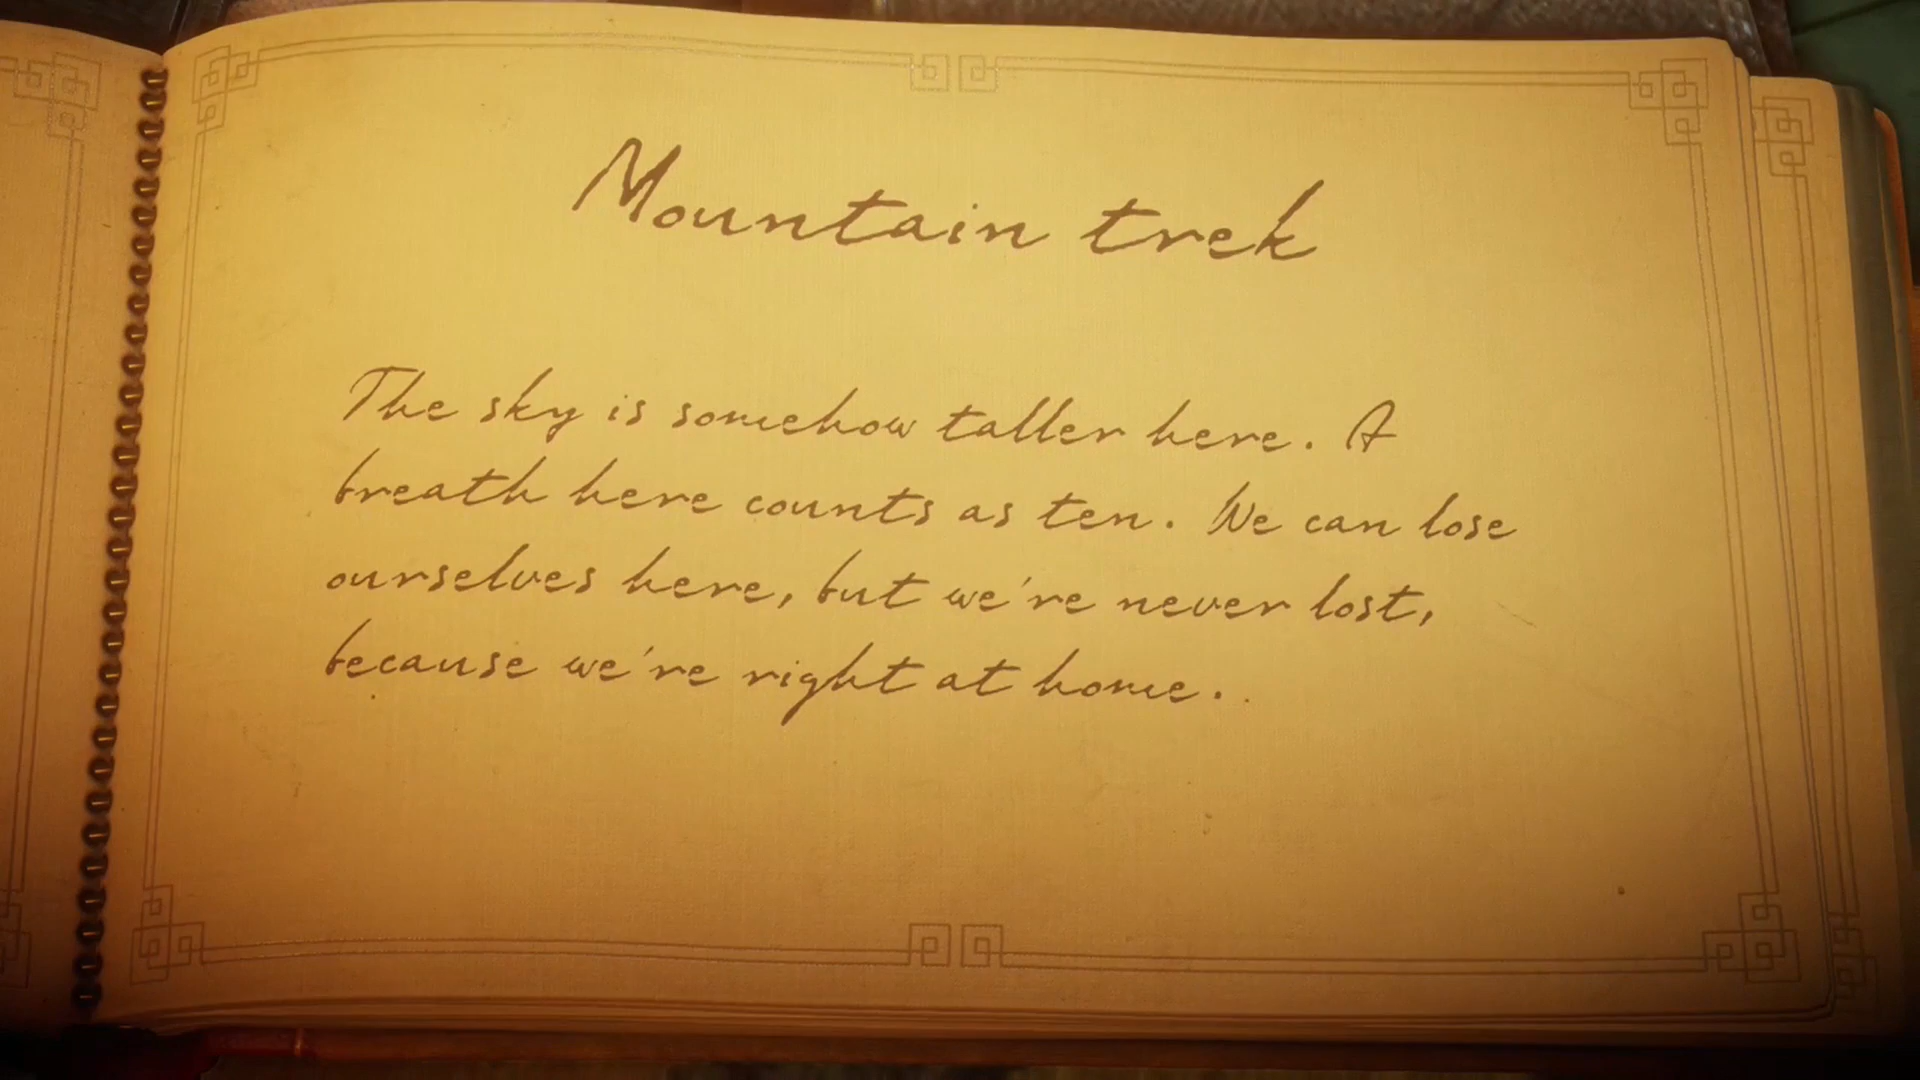 Mountain trek
The sky is somehow taller here. A
breath here counts as ten. We can lose
ourselves here, but we're never lost,
because we're right at home.